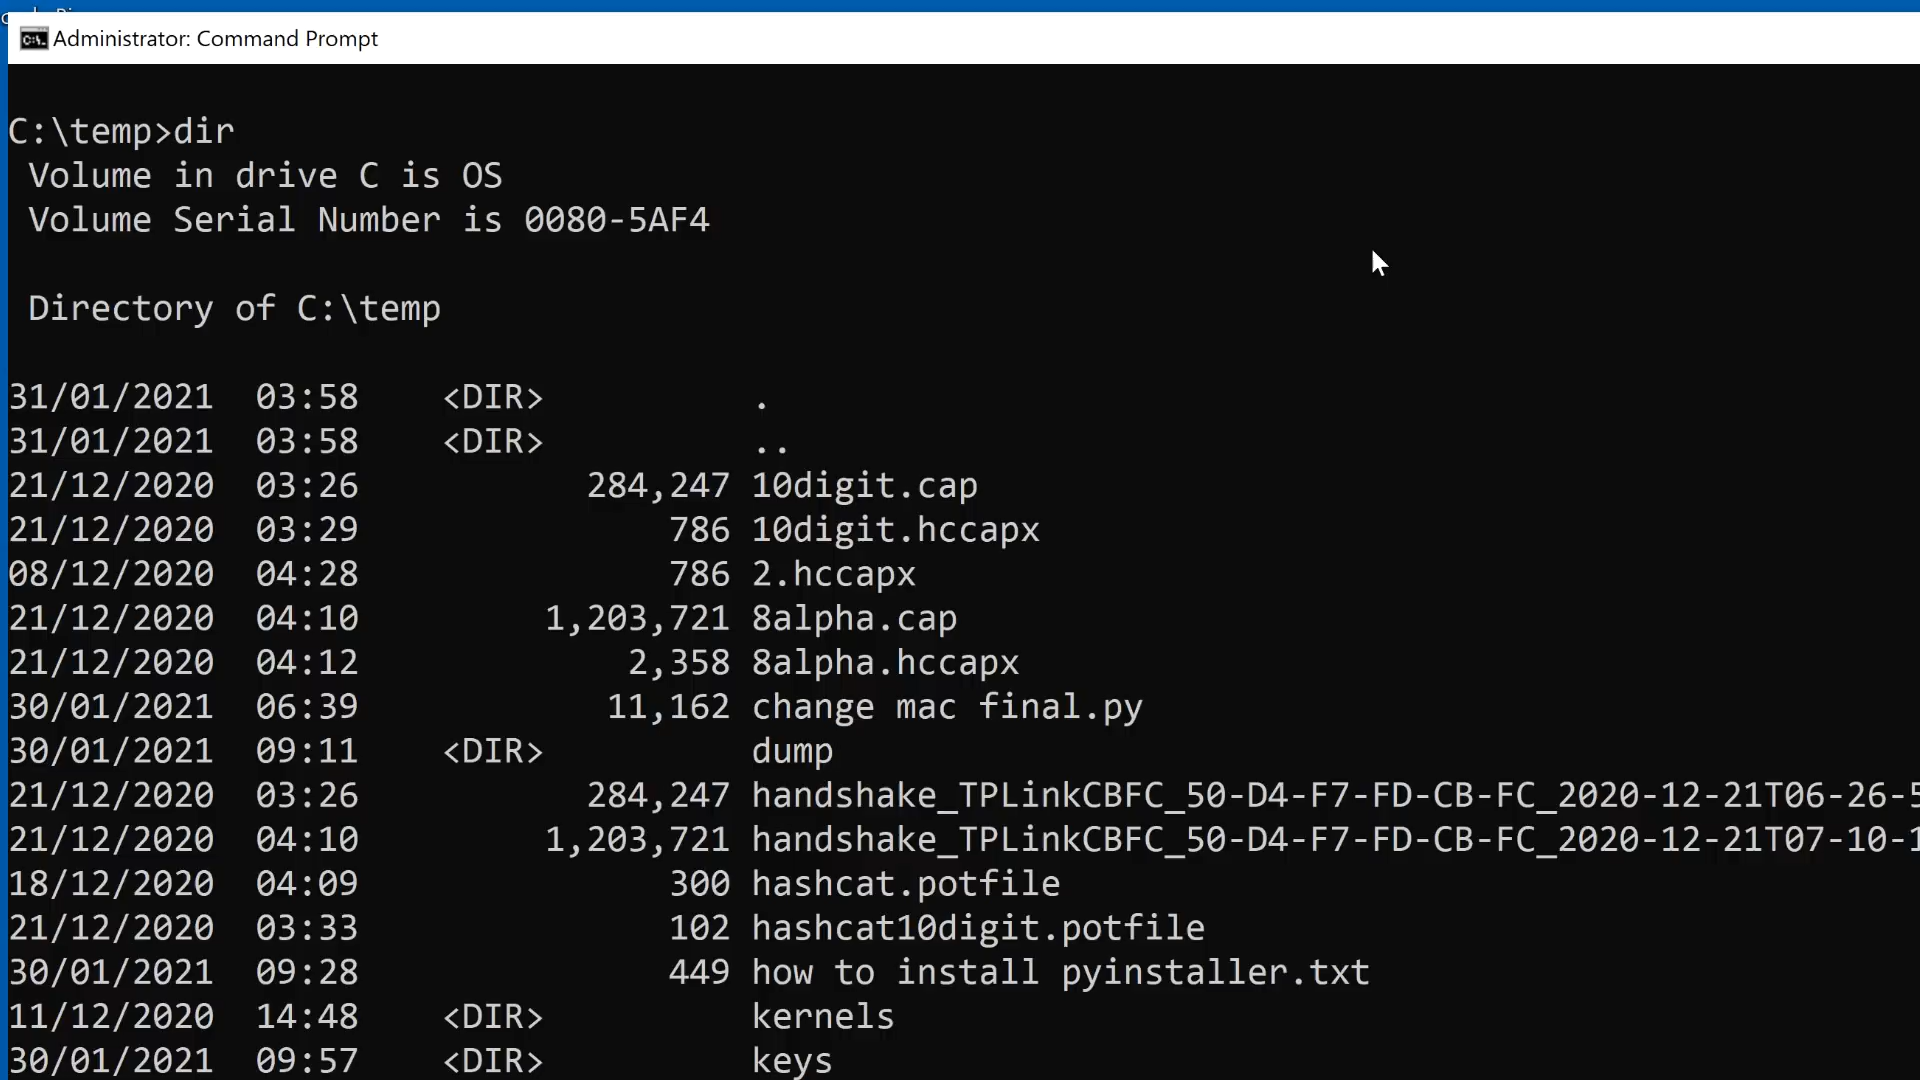 Administrator: Command Prompt
C:\temp>dir
Volume in drive C is OS
Volume Serial Number is 0080-5AF4
Directory of C:\temp
31/01/2021 03:58 <DIR> .
31/01/2021 03:58 <DIR> ..
21/12/2020 03:26 284,247 10digit.cap
21/12/2020 03:29 786 10digit.hccapx
08/12/2020 04:28 786 2.hccapx
21/12/2020 04:10 1,203,721 8alpha.cap
21/12/2020 04:12 2,358 8alpha.hccapx
30/01/2021 06:39 11,162 change mac final.py
30/01/2021 09:11 <DIR> dump
21/12/2020 03:26 284,247 handshake_TPLinkCBFC_50-D4-F7-FD-CB-FC_2020-12-21T06-26-5
21/12/2020 04:10 1,203,721 handshake_TPLinkCBFC_50-D4-F7-FD-CB-FC_2020-12-21T07-10-1
18/12/2020 04:09 300 hashcat.potfile
21/12/2020 03:33 102 hashcat10digit.potfile
30/01/2021 09:28 449 how to install pyinstaller.txt
11/12/2020 14:48 <DIR> kernels
30/01/2021 09:57 <DIR> keys